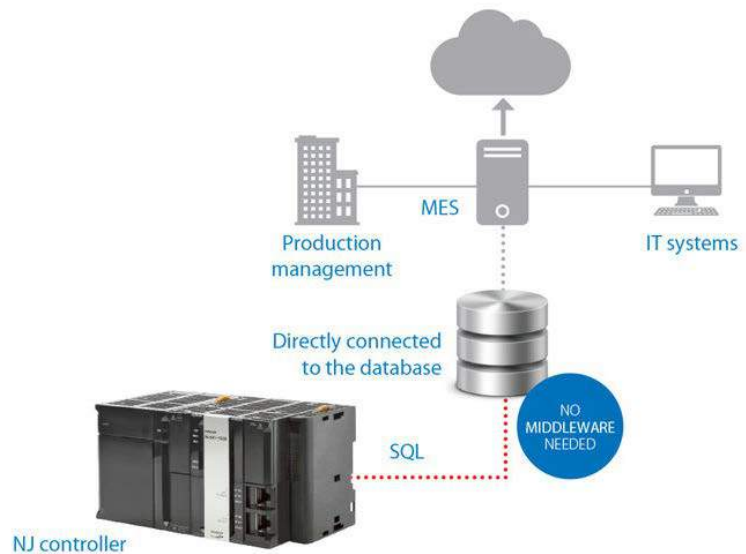 MES
Production
management
IT systems
Directly connected
to the database
NO
MIDDLEWARE
NEEDED
SQL
NJ controller